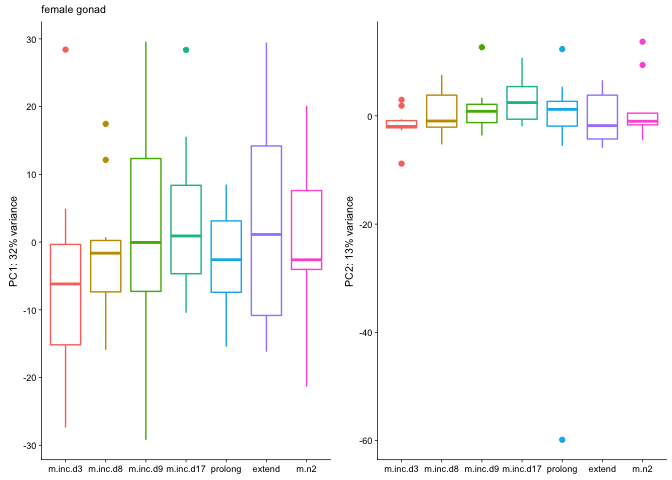 female gonad
PC1: 32% variance
30
20
10
0
-10
-20
-30
m.inc.d3 m.inc.d8 m.inc.d9 m.inc.d17 prolong extend m.n2
PC2: 13% variance
0
-20
-40
-60
m.inc.d3 m.inc.d8 m.inc.d9 m.inc.d17 prolong extend m.n2